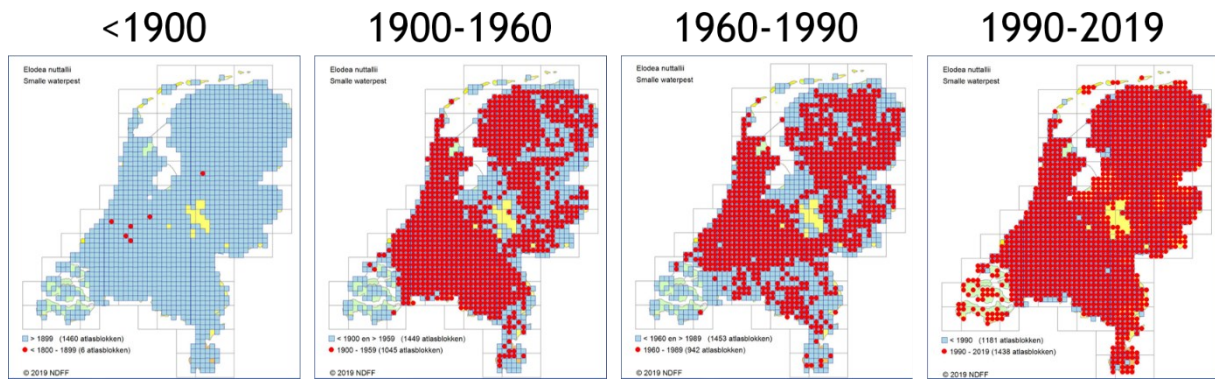 <1900
1900-1960
1960-1990
1990-2019
Elodea nuttallii
Smalle waterpest
> 1899 (1460 atlasblokken)
< 1800 - 1899 (6 atlasblokken)
© 2019 NDFF
Elodea nuttallii
Smalle waterpest
< 1900 en > 1959 (1449 atlasblokken)
1900 - 1959 (1045 atlasblokken)
© 2019 NDFF
Elodea nuttallii
Smalle waterpest
< 1960 en > 1989 (1453 atlasblokken)
1960 - 1989 (942 atlasblokken)
© 2019 NDFF
Elodea nuttallii
Smalle waterpest
< 1990 (1181 atlasblokken)
1990 - 2019 (1438 atlasblokken)
© 2019 NDFF